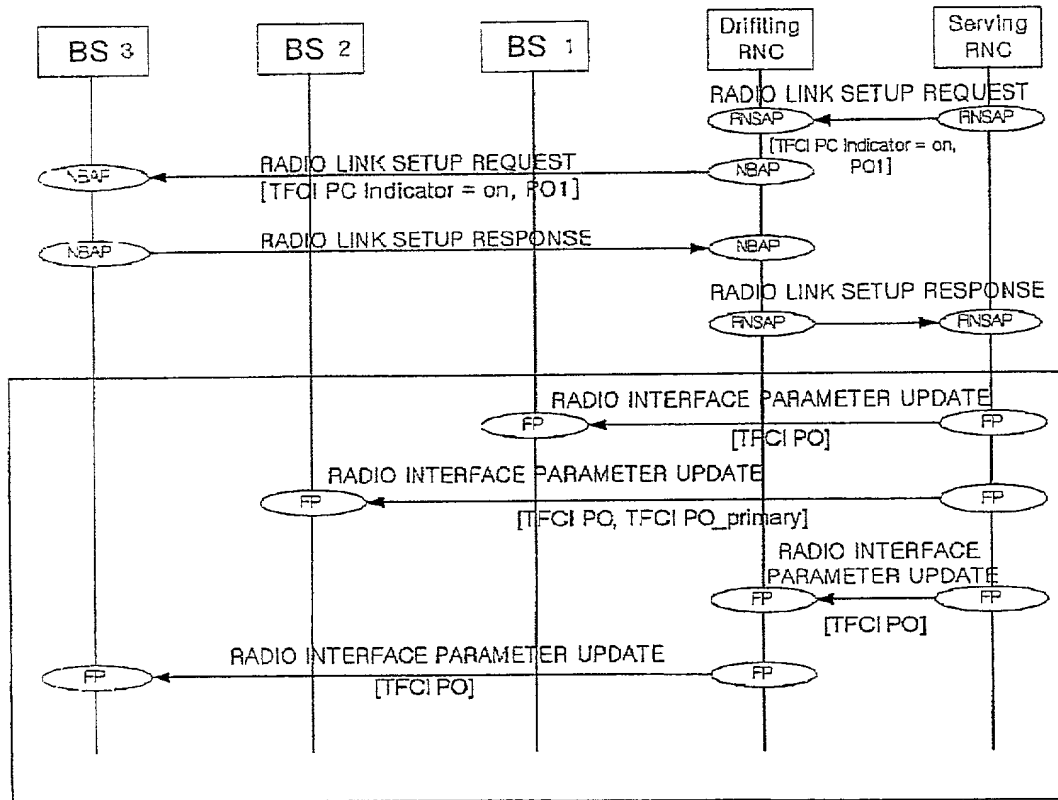 BS 3
BS 2
BS 1
Drifiting
RNC
Serving
RNC
RADIO LINK SETUP REQUEST
RNSAP
RNSAP
[TFCI PC Indicator = on,
PO1]
RADIO LINK SETUP REQUEST
NBAP
NBAP
[TFCI PC Indicator = on, PO1]
RADIO LINK SETUP RESPONSE
NBAP
NBAP
RADIO LINK SETUP RESPONSE
RNSAP
RNSAP
RADIO INTERFACE PARAMETER UPDATE
FP
FP
[TFCI PO]
RADIO INTERFACE PARAMETER UPDATE
FP
FP
[TFCI PO, TFCI PO_primary]
RADIO INTERFACE
PARAMETER UPDATE
FP
FP
[TFCI PO]
RADIO INTERFACE PARAMETER UPDATE
FP
FP
[TFCI PO]